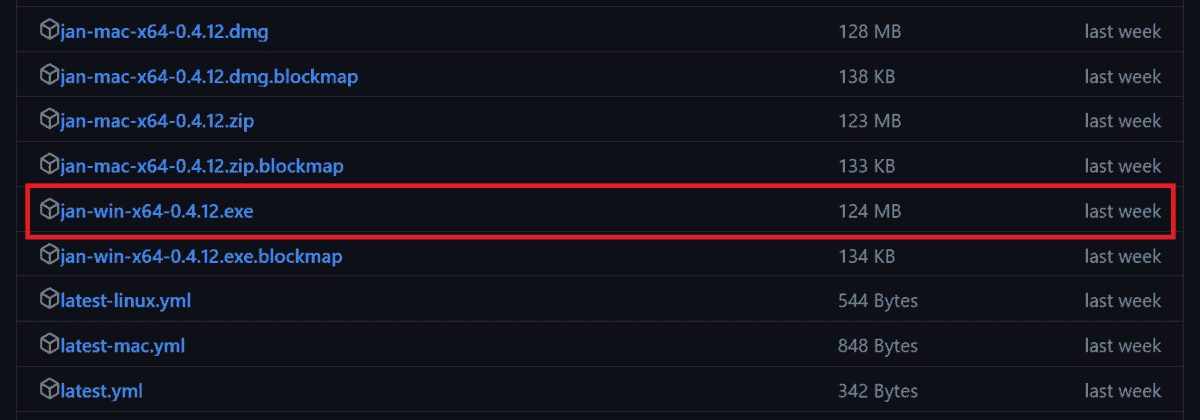 jan-mac-x64-0.4.12.dmg 128 MB last week
jan-mac-x64-0.4.12.dmg.blockmap 138 KB last week
jan-mac-x64-0.4.12.zip 123 MB last week
jan-mac-x64-0.4.12.zip.blockmap 133 KB last week
jan-win-x64-0.4.12.exe 124 MB last week
jan-win-x64-0.4.12.exe.blockmap 134 KB last week
latest-linux.yml 544 Bytes last week
latest-mac.yml 848 Bytes last week
latest.yml 342 Bytes last week